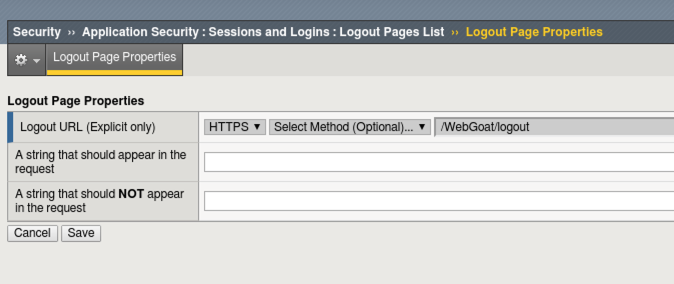 Security ›› Application Security : Sessions and Logins : Logout Pages List ›› Logout Page Properties
Logout Page Properties
Logout Page Properties
Logout URL (Explicit only) HTTPS ▼ Select Method (Optional)... ▼ /WebGoat/logout
A string that should appear in the
request
A string that should NOT appear
in the request
Cancel Save